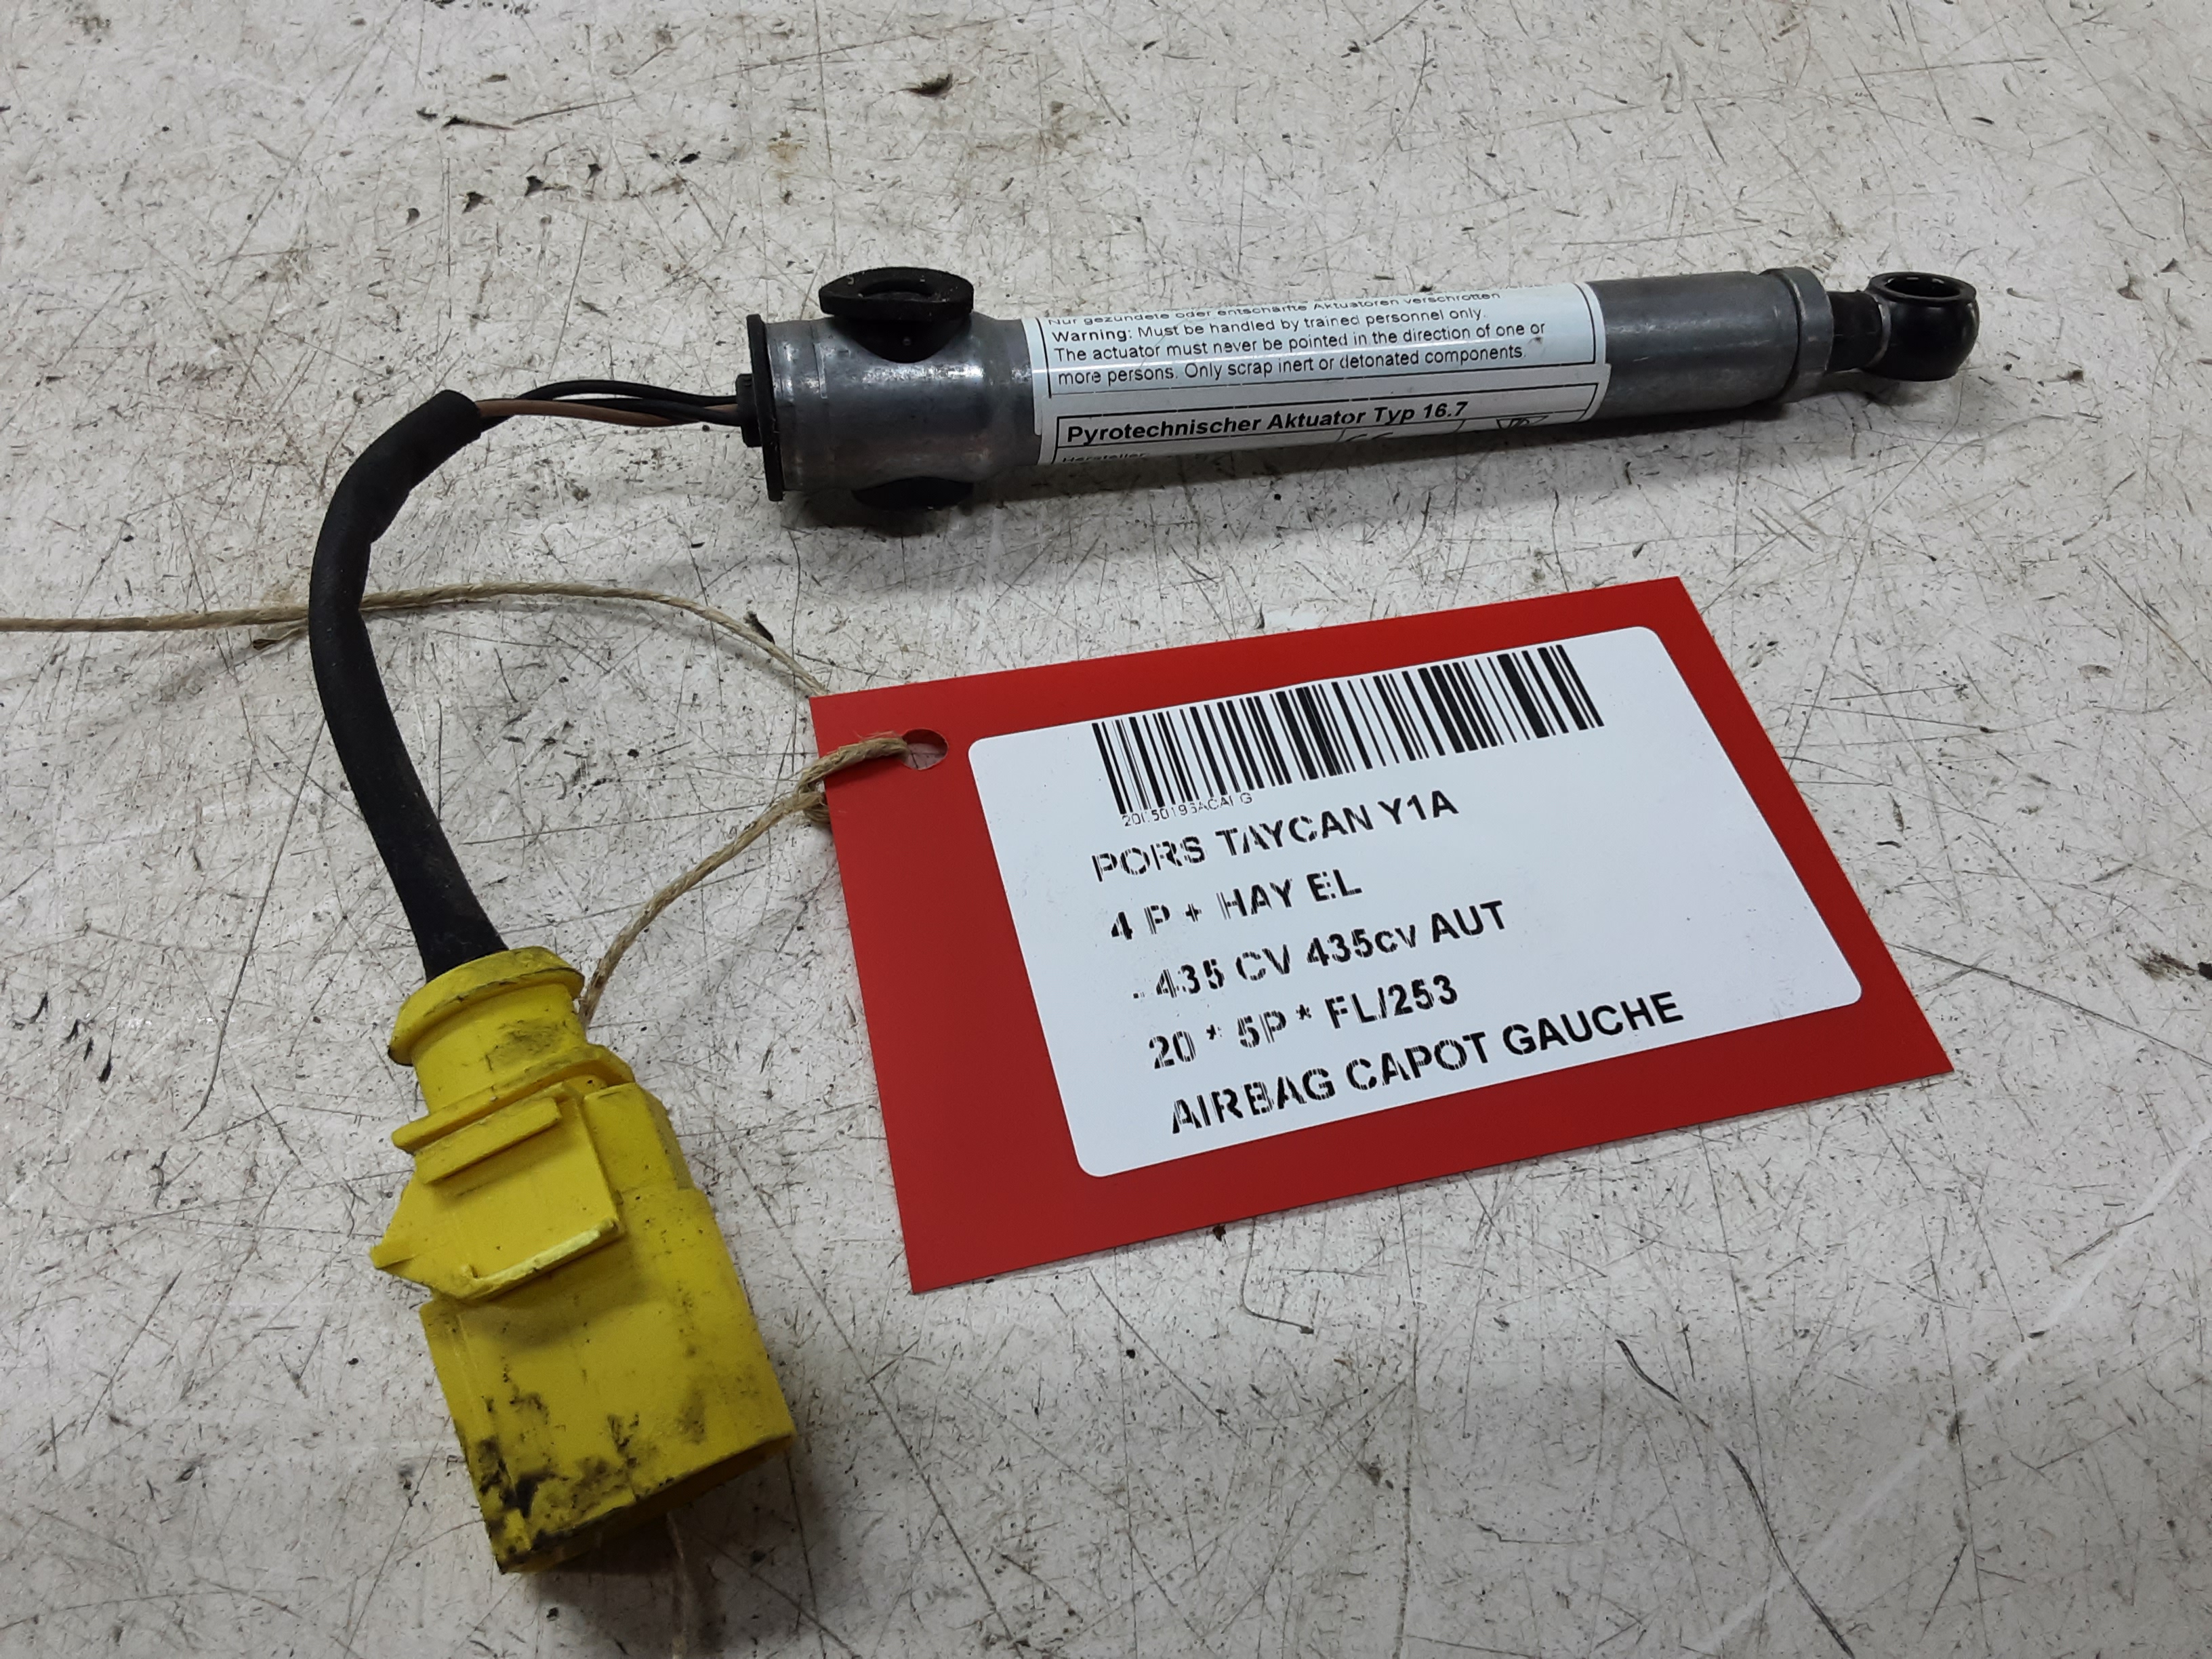 Nur gezündete oder entschärfte Aktuatoren verschrotten
Warning: Must be handled by trained personnel only.
The actuator must never be pointed in the direction of one or
more persons. Only scrap inert or detonated components.
Pyrotechnischer Aktuator Typ 16.7
Hersteller
PORS TAYCAN Y1A
4 P + HAY EL
. 435 CV 435cv AUT
20 * 5P * FL/253
AIRBAG CAPOT GAUCHE